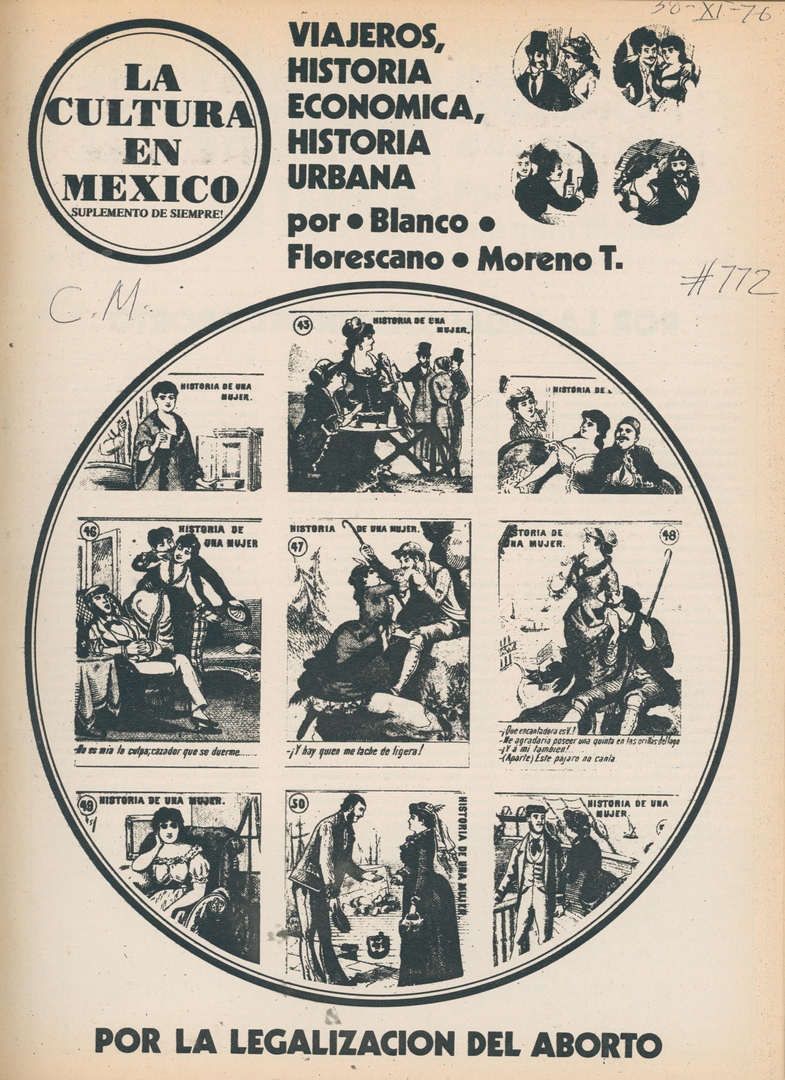 30-XI-76
LA
CULTURA
EN
MEXICO
SUPLEMENTO DE SIEMPRE!
VIAJEROS,
HISTORIA
ECONOMICA,
HISTORIA
URBANA
por • Blanco •
Florescano • Moreno T.
#772
C.M.
HISTORIA DE UNA
MUJER.
45
HISTORIA DE UNA
MUJER.
HISTORIA DE
46
HISTORIA DE
UNA MUJER
HISTORIA DE UNA MUJER.
47
STORIA DE
NA MUJER.
48
-No es mia la culpa; cazador que se duerme
-¡Y hay quien me tache de ligera!
-¡Que encantadora es V.!
-Me agradaria poseer una quinta en las orillas del lago
-¡Y á mi tambien!
-(Aparte) Este pajaro no canta
49
HISTORIA DE UNA MUJER.
50
HISTORIA DE UNA MUJER.
HISTORIA DE UNA
MUJER.
POR LA LEGALIZACION DEL ABORTO